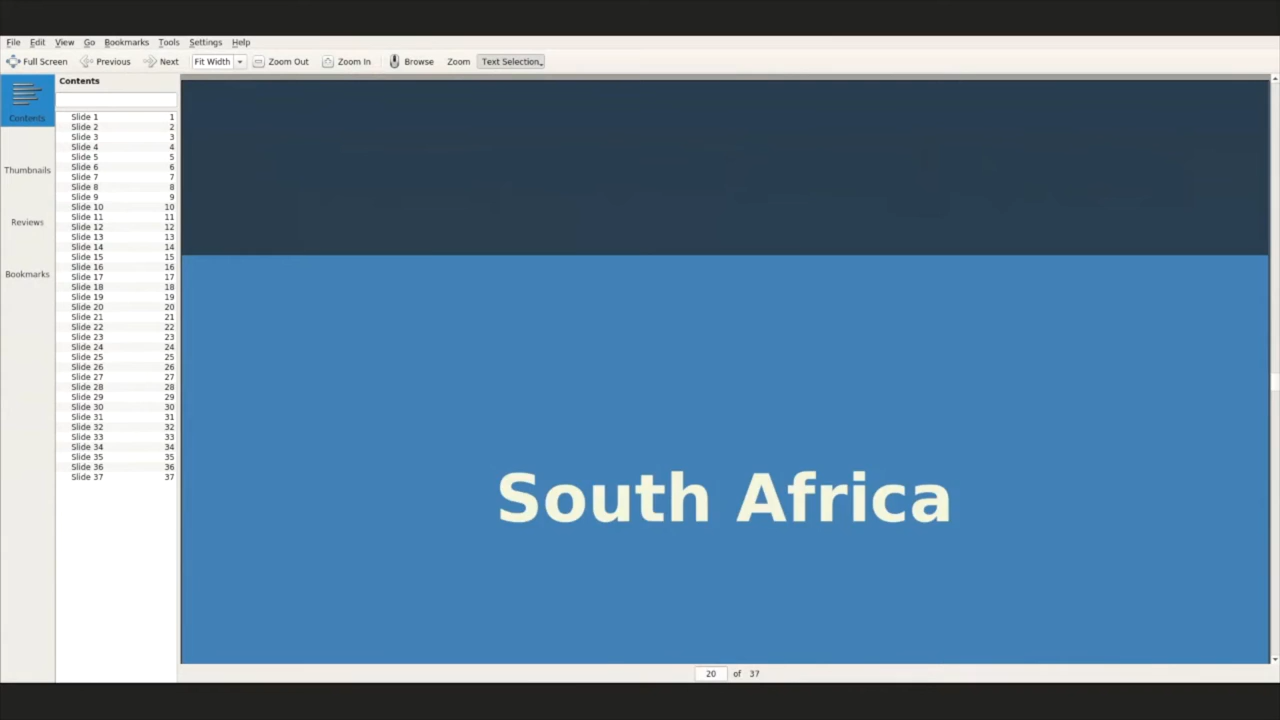 File Edit View Go Bookmarks Tools Settings Help
Full Screen Previous Next Fit Width Zoom Out Zoom In Browse Zoom Text Selection
Contents
Contents
Thumbnails
Reviews
Bookmarks
Slide 1 1
Slide 2 2
Slide 3 3
Slide 4 4
Slide 5 5
Slide 6 6
Slide 7 7
Slide 8 8
Slide 9 9
Slide 10 10
Slide 11 11
Slide 12 12
Slide 13 13
Slide 14 14
Slide 15 15
Slide 16 16
Slide 17 17
Slide 18 18
Slide 19 19
Slide 20 20
Slide 21 21
Slide 22 22
Slide 23 23
Slide 24 24
Slide 25 25
Slide 26 26
Slide 27 27
Slide 28 28
Slide 29 29
Slide 30 30
Slide 31 31
Slide 32 32
Slide 33 33
Slide 34 34
Slide 35 35
Slide 36 36
Slide 37 37
South Africa
20 of 37